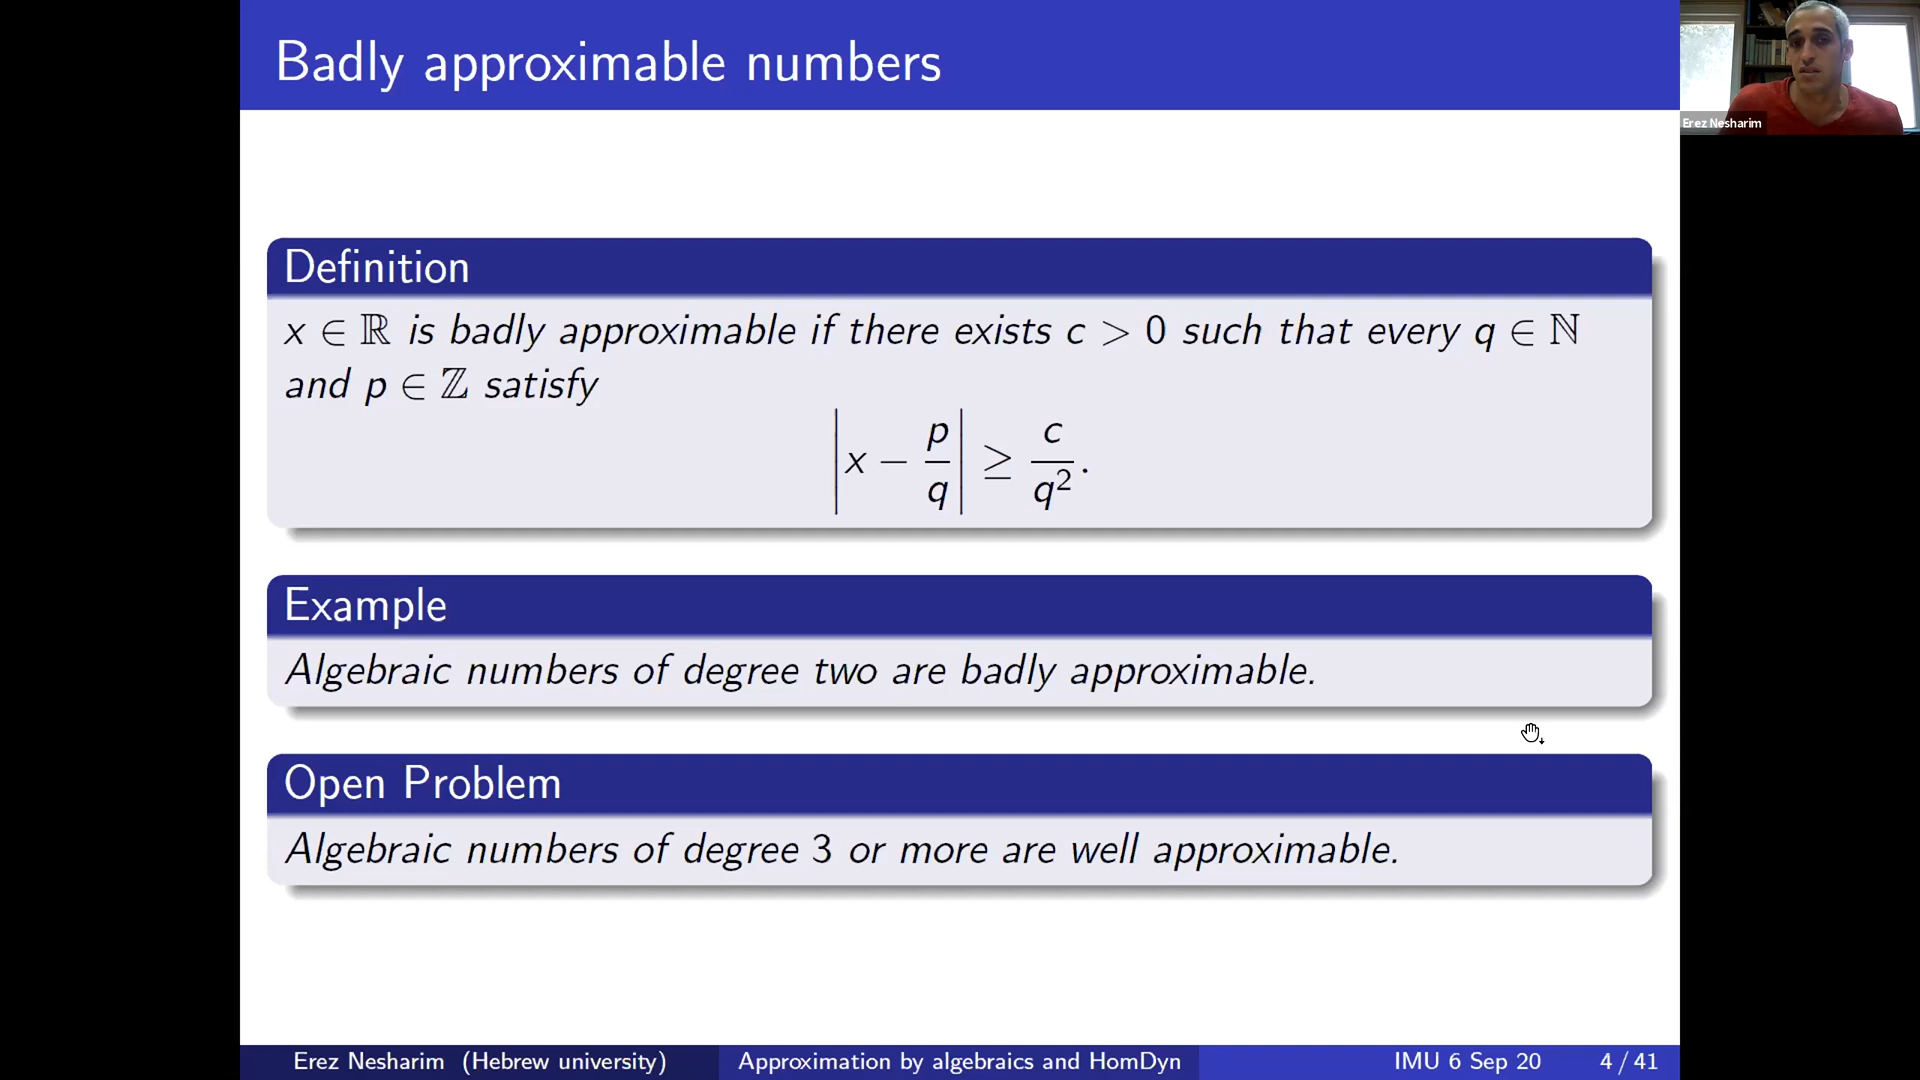 Badly approximable numbers
Erez Nesharim
Definition
x ∈ ℝ is badly approximable if there exists c > 0 such that every q ∈ ℕ
and p ∈ ℤ satisfy
|x − p/q| ≥ c/q².
Example
Algebraic numbers of degree two are badly approximable.
Open Problem
Algebraic numbers of degree 3 or more are well approximable.
Erez Nesharim (Hebrew university) Approximation by algebraics and HomDyn IMU 6 Sep 20 4 / 41